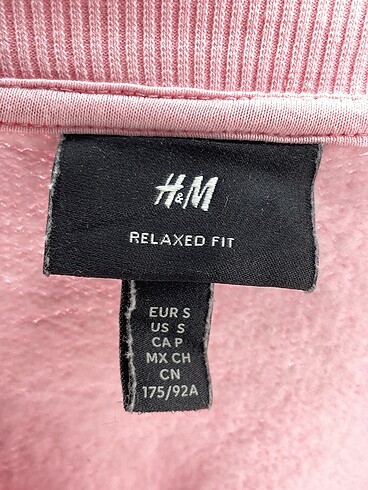 H&M
RELAXED FIT
EUR S
US S
CA P
MX CH
CN
175/92A